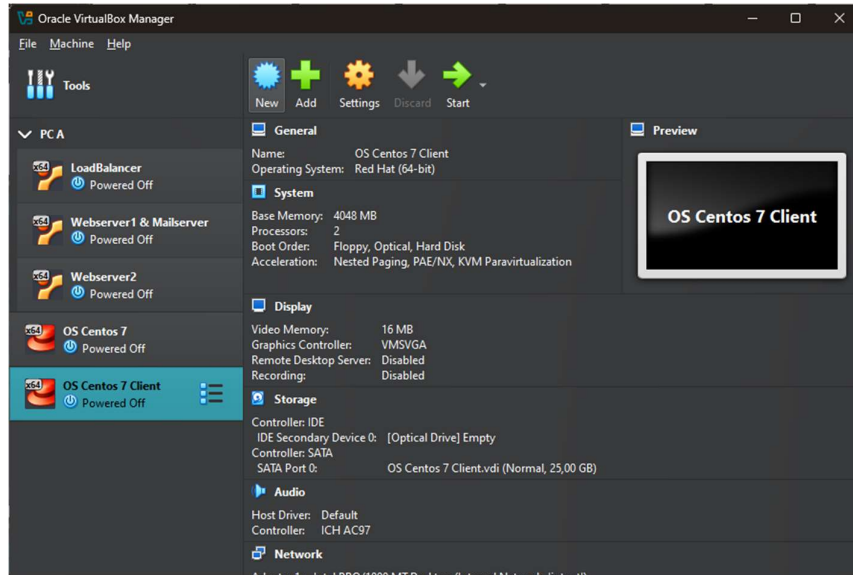 Oracle VirtualBox Manager
File Machine Help
Tools
New Add Settings Discard Start
PC A
x64
LoadBalancer
Powered Off
x64
Webserver1 & Mailserver
Powered Off
x64
Webserver2
Powered Off
x64
OS Centos 7
Powered Off
x64
OS Centos 7 Client
Powered Off
General
Name: OS Centos 7 Client
Operating System: Red Hat (64-bit)
System
Base Memory: 4048 MB
Processors: 2
Boot Order: Floppy, Optical, Hard Disk
Acceleration: Nested Paging, PAE/NX, KVM Paravirtualization
Display
Video Memory: 16 MB
Graphics Controller: VMSVGA
Remote Desktop Server: Disabled
Recording: Disabled
Storage
Controller: IDE
IDE Secondary Device 0: [Optical Drive] Empty
Controller: SATA
SATA Port 0: OS Centos 7 Client.vdi (Normal, 25,00 GB)
Audio
Host Driver: Default
Controller: ICH AC97
Network
Preview
OS Centos 7 Client